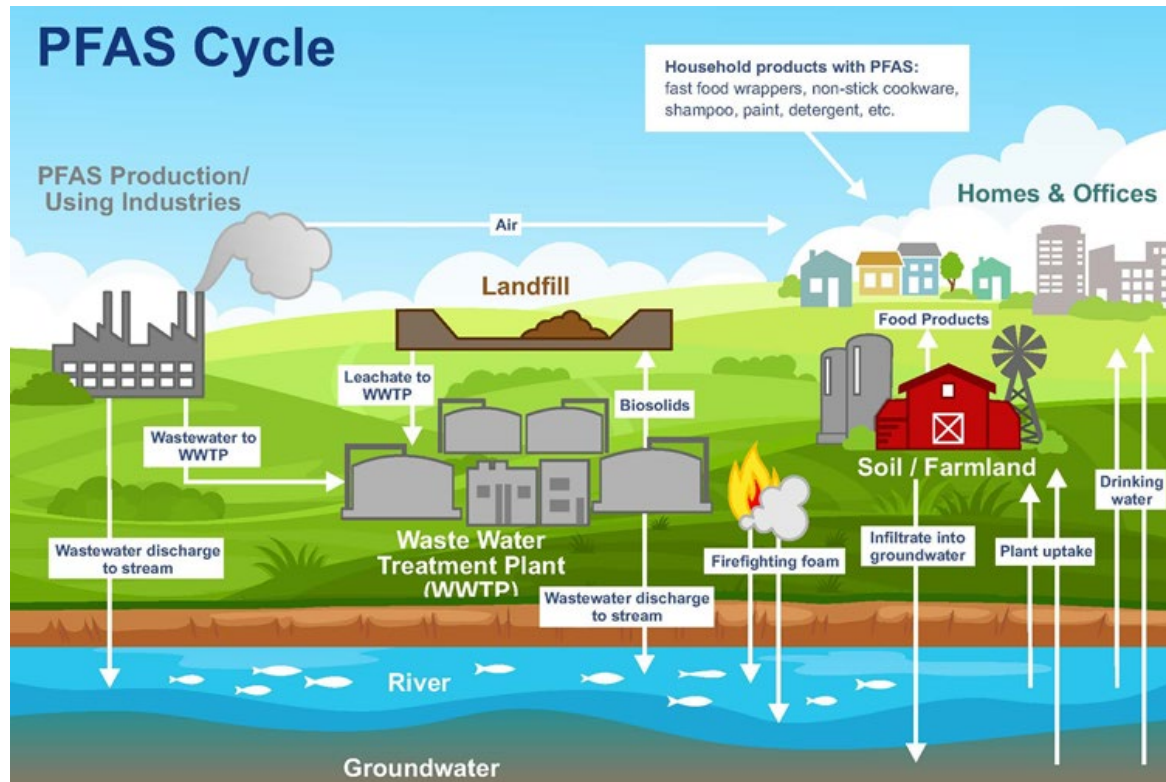 PFAS Cycle
Household products with PFAS:
fast food wrappers, non-stick cookware,
shampoo, paint, detergent, etc.
PFAS Production/
Using Industries
Homes & Offices
Air
Landfill
Food Products
Leachate to
WWTP
Biosolids
Wastewater to
WWTP
Soil / Farmland
Drinking
water
Waste Water
Treatment Plant
(WWTP)
Wastewater discharge
to stream
Firefighting foam
Infiltrate into
groundwater
Plant uptake
Wastewater discharge
to stream
River
Groundwater